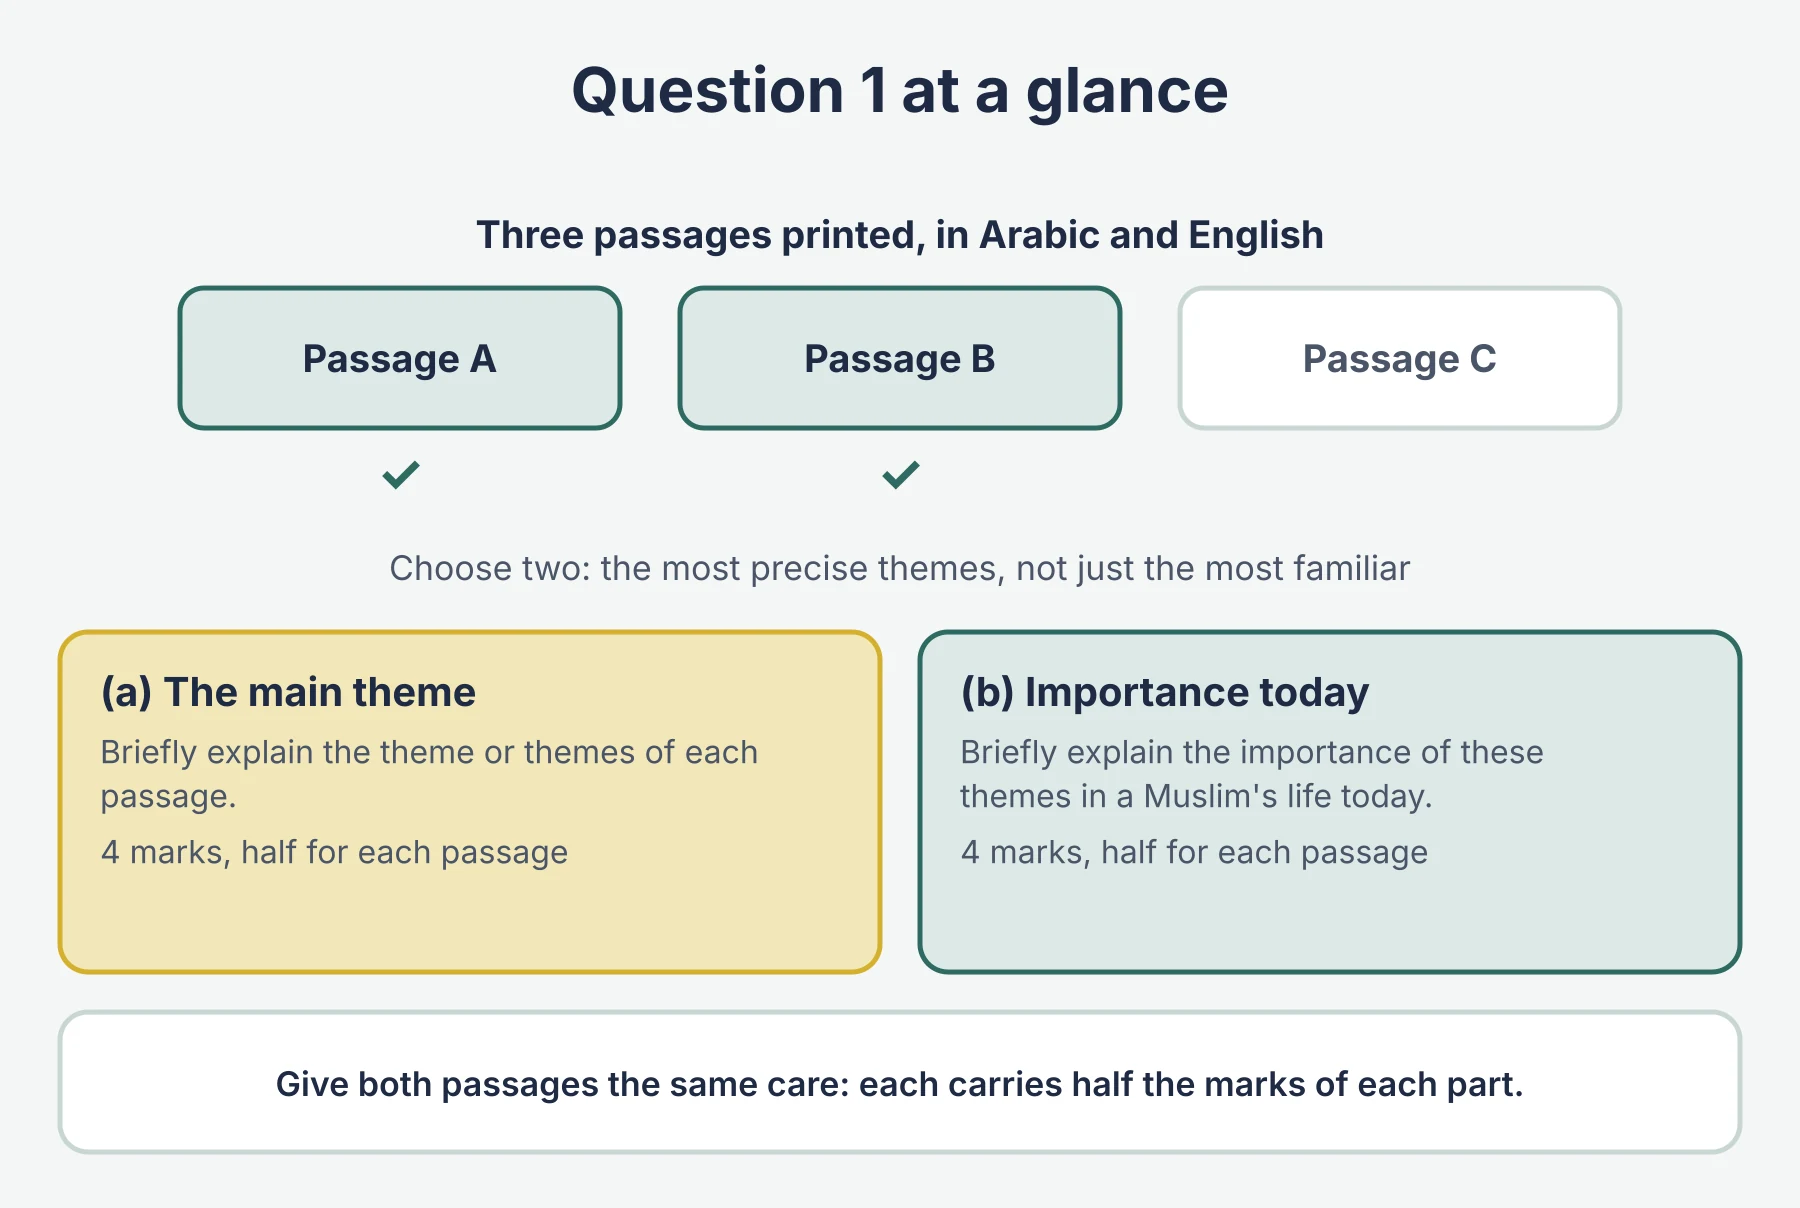 Question 1 at a glance
Three passages printed, in Arabic and English
Passage A
Passage B
Passage C
Choose two: the most precise themes, not just the most familiar
(a) The main theme
Briefly explain the theme or themes of each
passage.
4 marks, half for each passage
(b) Importance today
Briefly explain the importance of these
themes in a Muslim's life today.
4 marks, half for each passage
Give both passages the same care: each carries half the marks of each part.